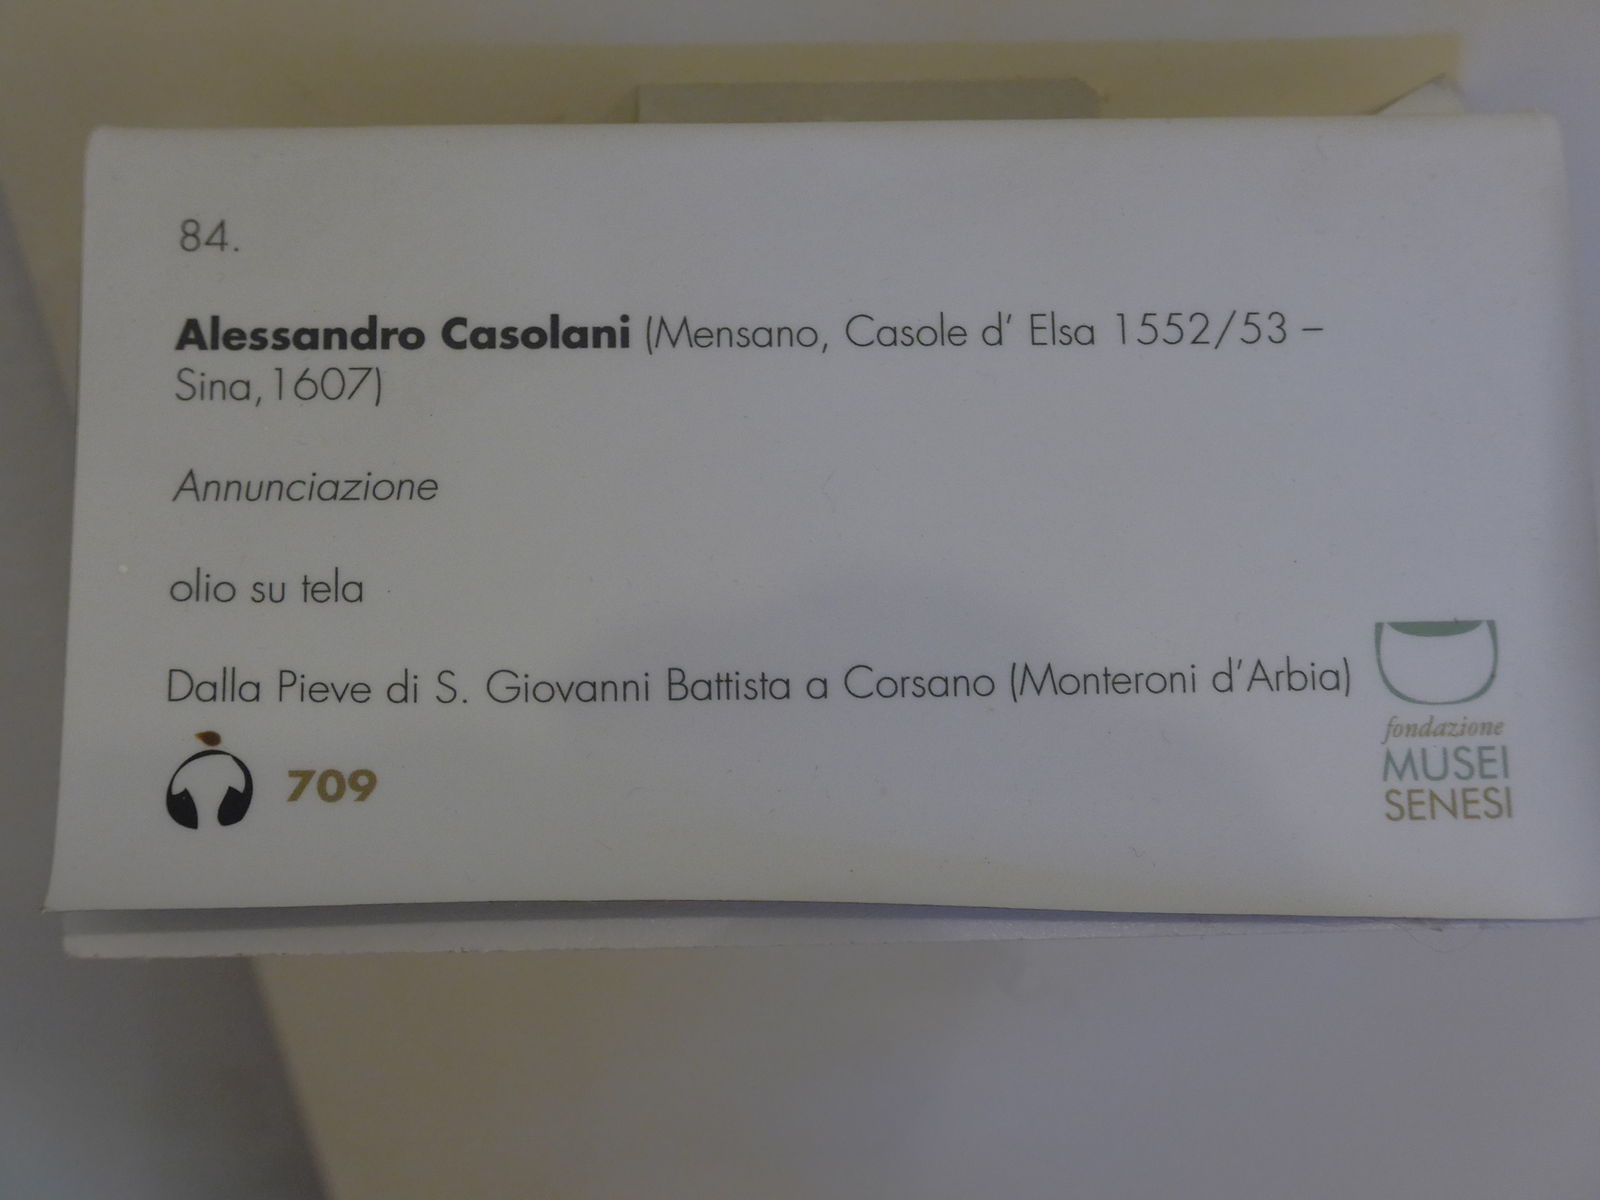 84.
Alessandro Casolani (Mensano, Casole d' Elsa 1552/53 –
Sina,1607)
Annunciazione
olio su tela
Dalla Pieve di S. Giovanni Battista a Corsano (Monteroni d'Arbia)
709
fondazione
MUSEI
SENESI